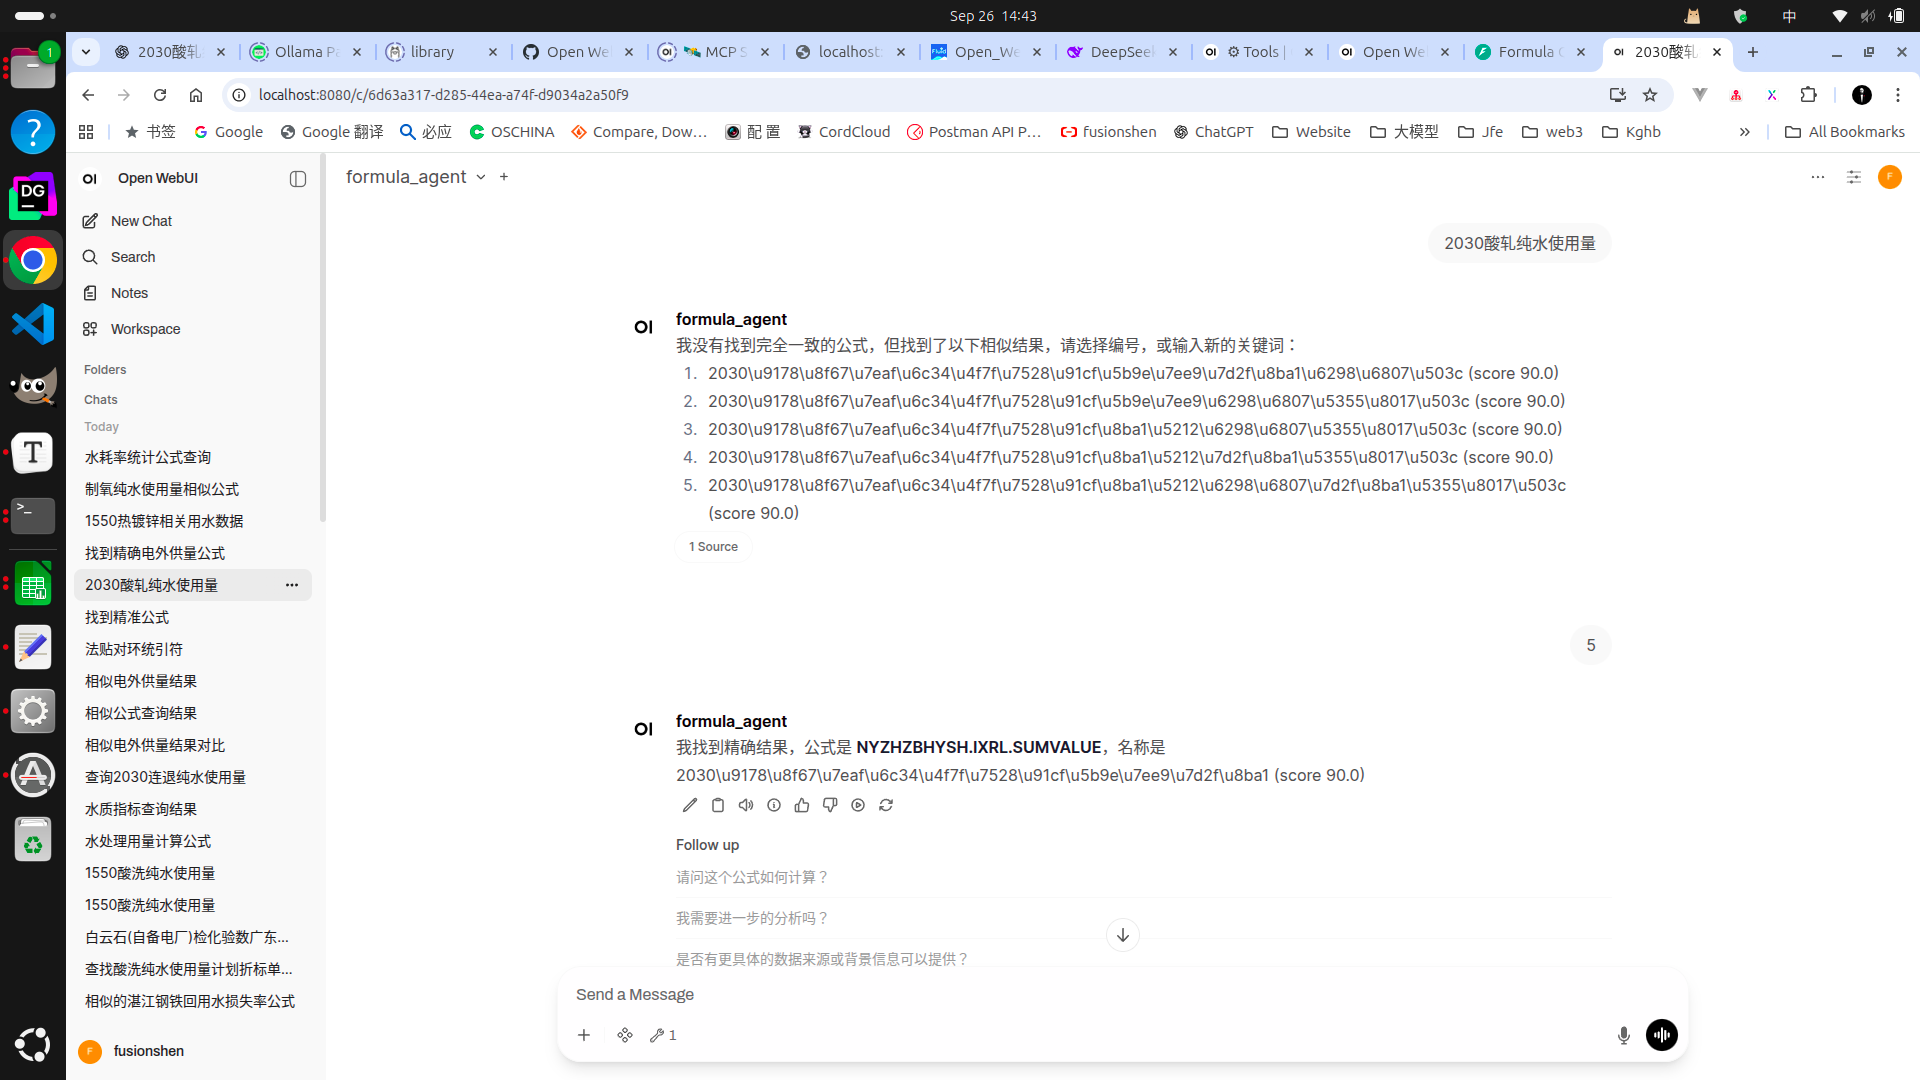 Sep 26 14:43
中
1
2030酸轧
Ollama Pa
library
Open We
MCP S
localhost:
Open_We
DeepSeek
Tools |
Open We
Formula C
2030酸轧
localhost:8080/c/6d63a317-d285-44ea-a74f-d9034a2a50f9
书签
Google
Google 翻译
必应
OSCHINA
Compare, Dow…
配 置
CordCloud
Postman API P…
fusionshen
ChatGPT
Website
大模型
Jfe
web3
Kghb
All Bookmarks
OI Open WebUI
New Chat
Search
Notes
Workspace
Folders
Chats
Today
水耗率统计公式查询
制氧纯水使用量相似公式
1550热镀锌相关用水数据
找到精确电外供量公式
2030酸轧纯水使用量
找到精准公式
法贴对环统引符
相似电外供量结果
相似公式查询结果
相似电外供量结果对比
查询2030连退纯水使用量
水质指标查询结果
水处理用量计算公式
1550酸洗纯水使用量
1550酸洗纯水使用量
白云石(自备电厂)检化验数广东...
查找酸洗纯水使用量计划折标单...
相似的湛江钢铁回用水损失率公式
F fusionshen
formula_agent
F
2030酸轧纯水使用量
OI formula_agent
我没有找到完全一致的公式，但找到了以下相似结果，请选择编号，或输入新的关键词：
1. 2030\u9178\u8f67\u7eaf\u6c34\u4f7f\u7528\u91cf\u5b9e\u7ee9\u7d2f\u8ba1\u6298\u6807\u503c (score 90.0)
2. 2030\u9178\u8f67\u7eaf\u6c34\u4f7f\u7528\u91cf\u5b9e\u7ee9\u6298\u6807\u5355\u8017\u503c (score 90.0)
3. 2030\u9178\u8f67\u7eaf\u6c34\u4f7f\u7528\u91cf\u8ba1\u5212\u6298\u6807\u5355\u8017\u503c (score 90.0)
4. 2030\u9178\u8f67\u7eaf\u6c34\u4f7f\u7528\u91cf\u8ba1\u5212\u7d2f\u8ba1\u5355\u8017\u503c (score 90.0)
5. 2030\u9178\u8f67\u7eaf\u6c34\u4f7f\u7528\u91cf\u8ba1\u5212\u6298\u6807\u7d2f\u8ba1\u5355\u8017\u503c
(score 90.0)
1 Source
5
OI formula_agent
我找到精确结果，公式是 NYZHZBHYSH.IXRL.SUMVALUE，名称是
2030\u9178\u8f67\u7eaf\u6c34\u4f7f\u7528\u91cf\u5b9e\u7ee9\u7d2f\u8ba1 (score 90.0)
Follow up
请问这个公式如何计算？
我需要进一步的分析吗？
是否有更具体的数据来源或背景信息可以提供？
Send a Message
1